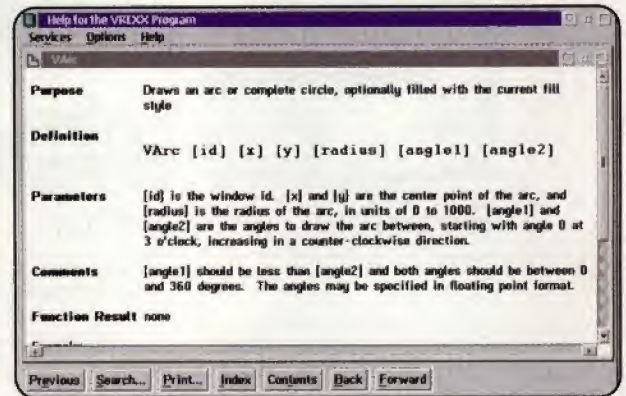 Help for the VREXX Program
Services Options Help
VArc
Purpose Draws an arc or complete circle, optionally filled with the current fill
style
Definition
VArc [id] [x] [y] [radius] [angle1] [angle2]
Parameters [id] is the window id. [x] and [y] are the center point of the arc, and
[radius] is the radius of the arc, in units of 0 to 1000. [angle1] and
[angle2] are the angles to draw the arc between, starting with angle 0 at
3 o'clock, increasing in a counter-clockwise direction.
Comments [angle1] should be less than [angle2] and both angles should be between 0
and 360 degrees. The angles may be specified in floating point format.
Function Result none
Previous Search... Print... Index Contents Back Forward